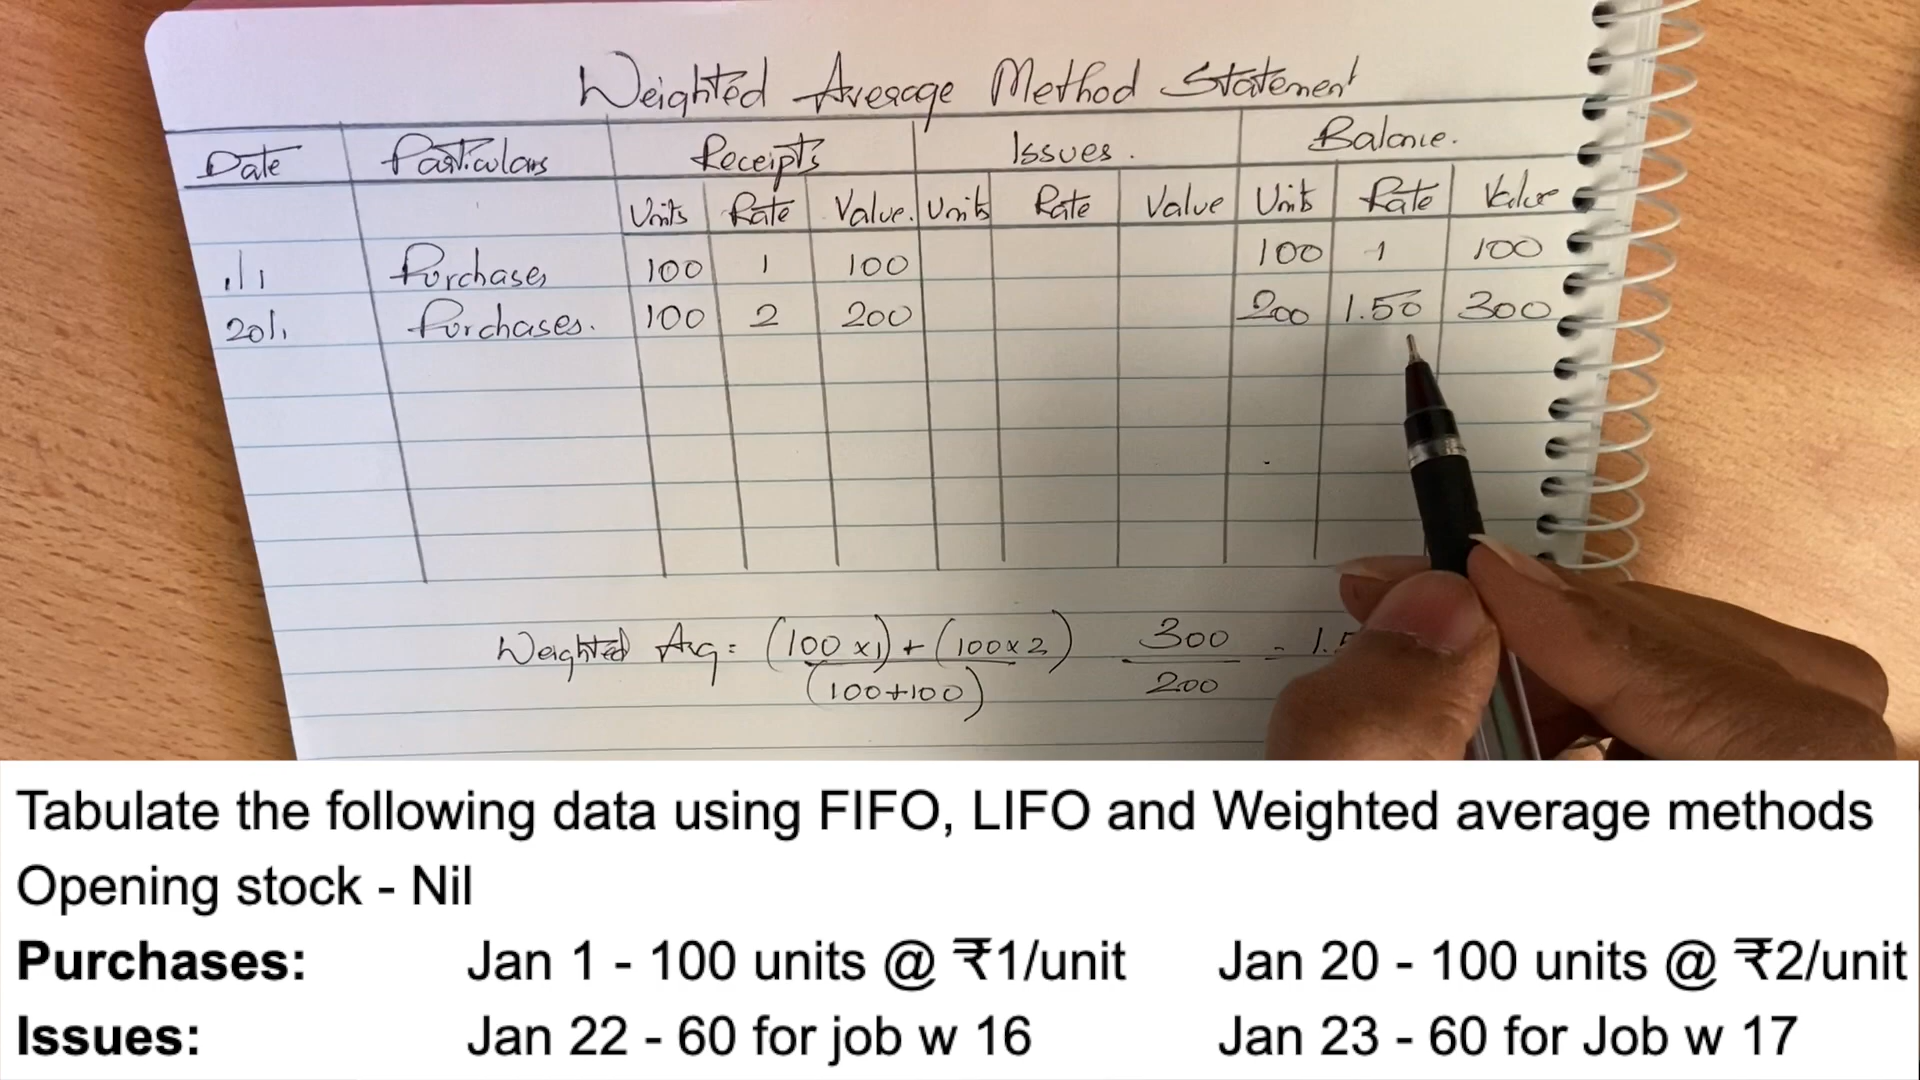 Weighted Average Method Statement
Date Particulars Receipts Issues. Balance.
Units Rate Value. Units Rate Value Units Rate Value
1/1 Purchases 100 1 100 100 1 100
20/1 Purchases. 100 2 200 200 1.50 300
Weighted Avg = (100 x 1) + (100 x 2) 300 = 1.5
(100+100) 200
Tabulate the following data using FIFO, LIFO and Weighted average methods
Opening stock - Nil
Purchases: Jan 1 - 100 units @ ₹1/unit Jan 20 - 100 units @ ₹2/unit
Issues: Jan 22 - 60 for job w 16 Jan 23 - 60 for Job w 17